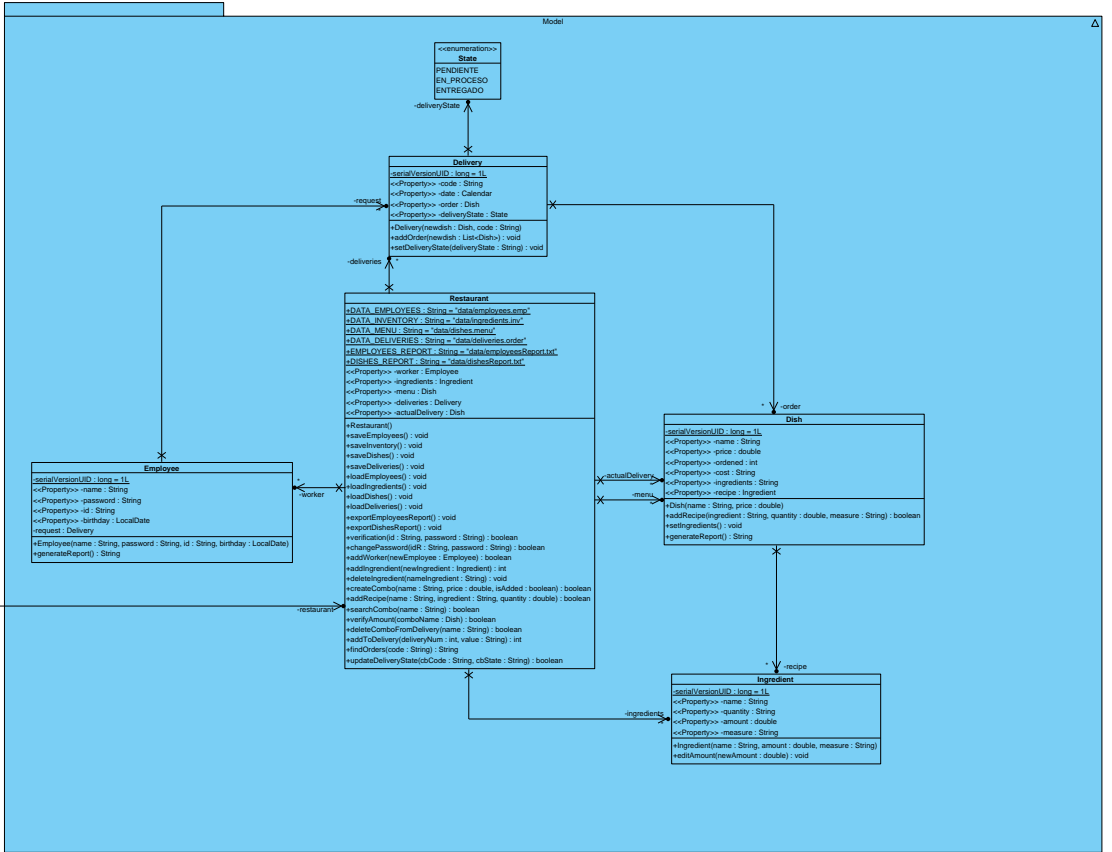 Model
<<enumeration>>
State
PENDIENTE
EN_PROCESO
ENTREGADO
-deliveryState
Delivery
-serialVersionUID : long = 1L
<<Property>> -code : String
<<Property>> -date : Calendar
<<Property>> -order : Dish
<<Property>> -deliveryState : State
+Delivery(newdish : Dish, code : String)
+addOrder(newdish : List<Dish>) : void
+setDeliveryState(deliveryState : String) : void
-request
-deliveries
*
Restaurant
+DATA_EMPLOYEES : String = "data/employees.emp"
+DATA_INVENTORY : String = "data/ingredients.inv"
+DATA_MENU : String = "data/dishes.menu"
+DATA_DELIVERIES : String = "data/deliveries.order"
+EMPLOYEES_REPORT : String = "data/employeesReport.txt"
+DISHES_REPORT : String = "data/dishesReport.txt"
<<Property>> -worker : Employee
<<Property>> -ingredients : Ingredient
<<Property>> -menu : Dish
<<Property>> -deliveries : Delivery
<<Property>> -actualDelivery : Dish
+Restaurant()
+saveEmployees() : void
+saveInventory() : void
+saveDishes() : void
+saveDeliveries() : void
+loadEmployees() : void
+loadIngredients() : void
+loadDishes() : void
+loadDeliveries() : void
+exportEmployeesReport() : void
+exportDishesReport() : void
+verification(id : String, password : String) : boolean
+changePassword(idR : String, password : String) : boolean
+addWorker(newEmployee : Employee) : boolean
+addIngrendient(newIngredient : Ingredient) : int
+deleteIngredient(nameIngredient : String) : void
+createCombo(name : String, price : double, isAdded : boolean) : boolean
+addRecipe(name : String, ingredient : String, quantity : double) : boolean
+searchCombo(name : String) : boolean
+verifyAmount(comboName : Dish) : boolean
+deleteComboFromDelivery(name : String) : boolean
+addToDelivery(deliveryNum : int, value : String) : int
+findOrders(code : String) : String
+updateDeliveryState(cbCode : String, cbState : String) : boolean
* -order
Dish
-serialVersionUID : long = 1L
<<Property>> -name : String
<<Property>> -price : double
<<Property>> -ordened : int
<<Property>> -cost : String
<<Property>> -ingredients : String
<<Property>> -recipe : Ingredient
+Dish(name : String, price : double)
+addRecipe(ingredient : String, quantity : double, measure : String) : boolean
+setIngredients() : void
+generateReport() : String
-actualDelivery
*
-menu
*
Employee
-serialVersionUID : long = 1L
<<Property>> -name : String
<<Property>> -password : String
<<Property>> -id : String
<<Property>> -birthday : LocalDate
-request : Delivery
+Employee(name : String, password : String, id : String, birthday : LocalDate)
+generateReport() : String
*
-worker
-restaurant
* -recipe
Ingredient
-serialVersionUID : long = 1L
<<Property>> -name : String
<<Property>> -quantity : String
<<Property>> -amount : double
<<Property>> -measure : String
+Ingredient(name : String, amount : double, measure : String)
+editAmount(newAmount : double) : void
-ingredients
*